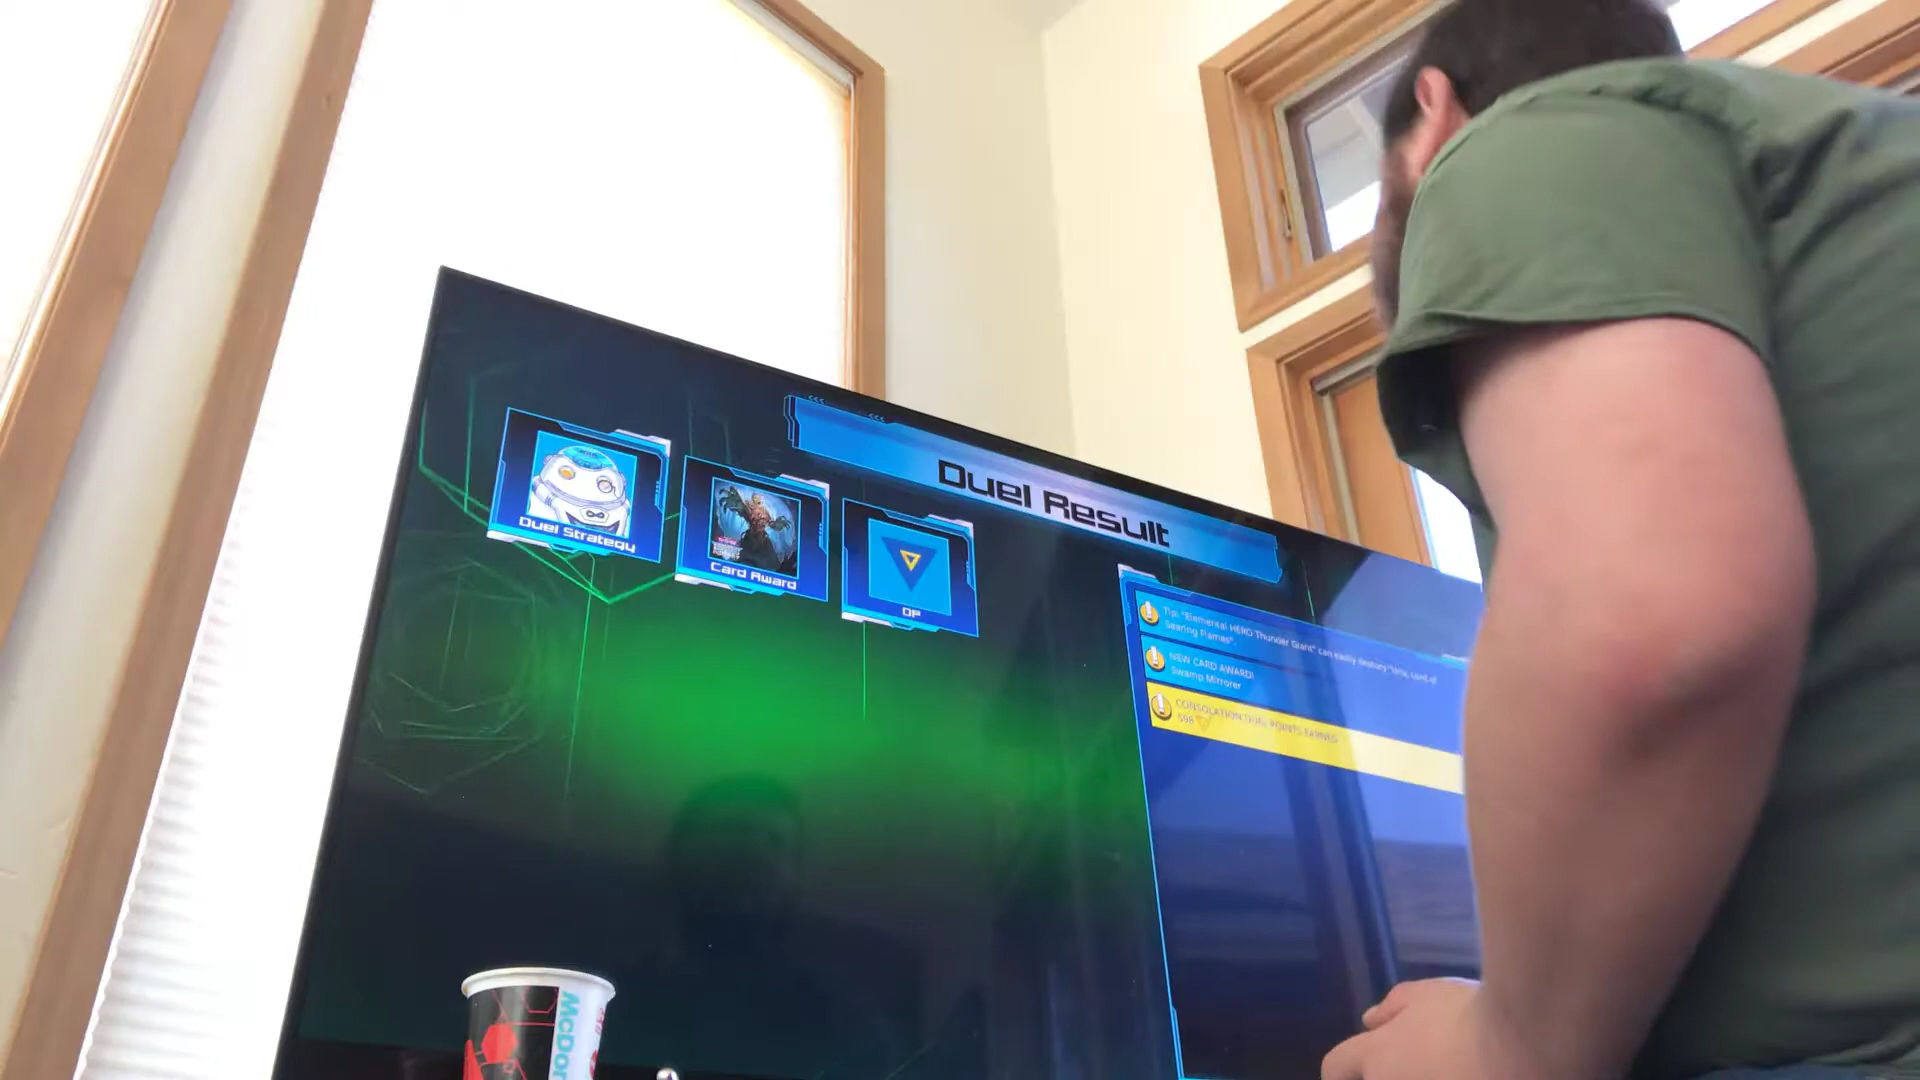 Duel Result
Duel Strategy
Card Award
DP
Tip: "Elemental HERO Thunder Giant" can easily destroy "Uria, Lord of
Searing Flames".
NEW CARD AWARD!
Swamp Mirrorer
CONSOLATION DUEL POINTS EARNED
598
McDon